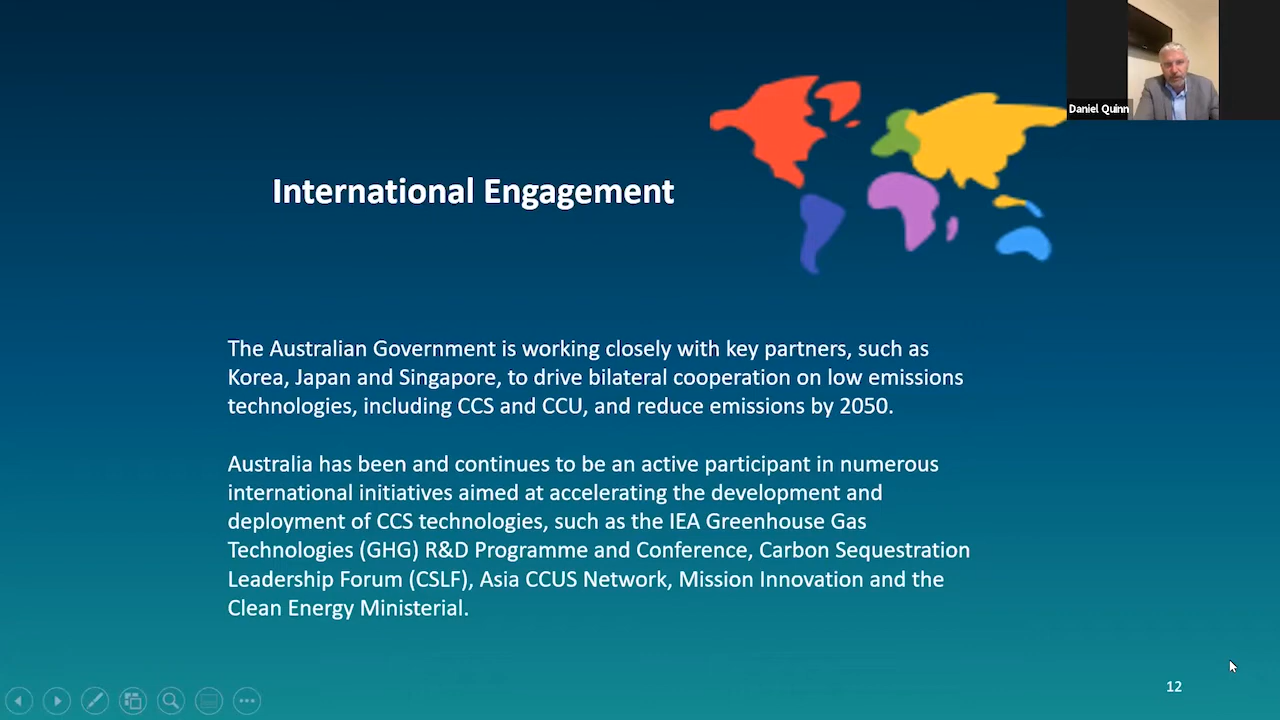 Daniel Quinn
International Engagement
The Australian Government is working closely with key partners, such as
Korea, Japan and Singapore, to drive bilateral cooperation on low emissions
technologies, including CCS and CCU, and reduce emissions by 2050.
Australia has been and continues to be an active participant in numerous
international initiatives aimed at accelerating the development and
deployment of CCS technologies, such as the IEA Greenhouse Gas
Technologies (GHG) R&D Programme and Conference, Carbon Sequestration
Leadership Forum (CSLF), Asia CCUS Network, Mission Innovation and the
Clean Energy Ministerial.
12